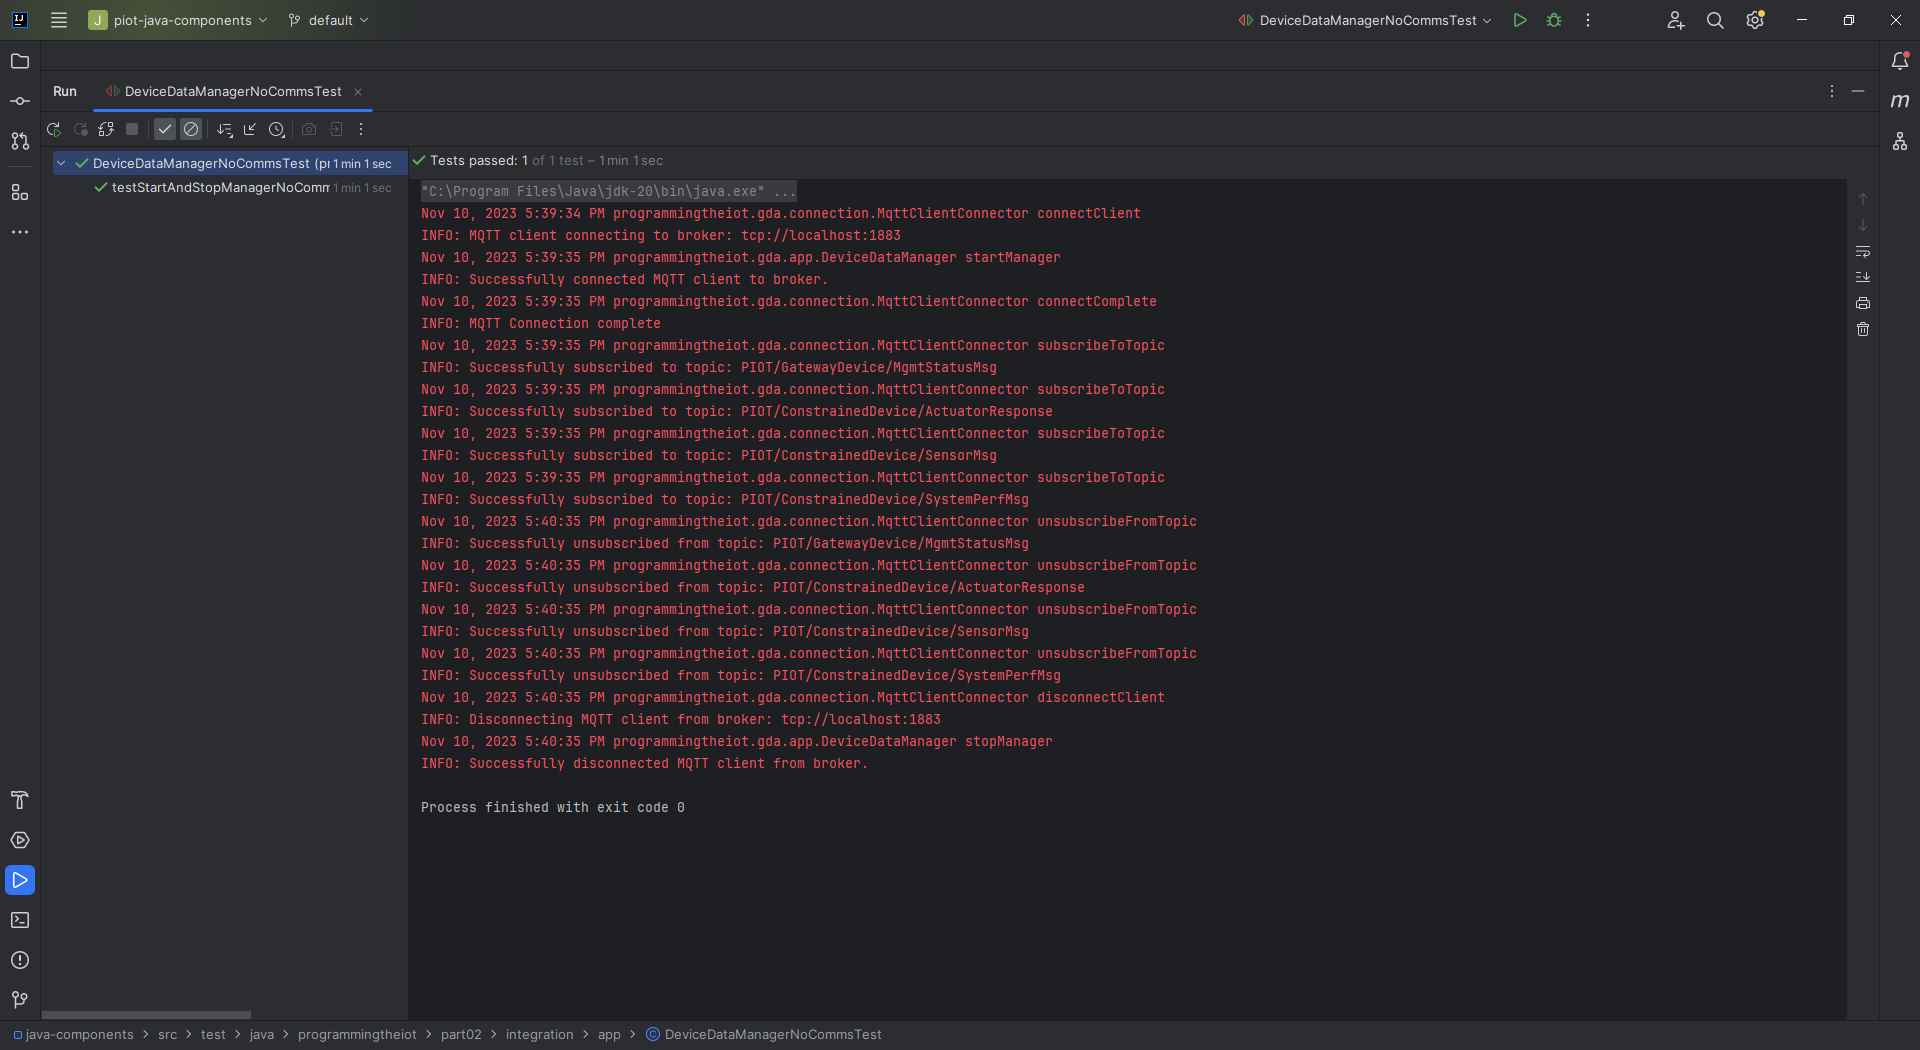 J piot-java-components default DeviceDataManagerNoCommsTest
Run DeviceDataManagerNoCommsTest
DeviceDataManagerNoCommsTest (pr 1 min 1 sec
testStartAndStopManagerNoComm 1 min 1 sec
Tests passed: 1 of 1 test – 1 min 1 sec
"C:\Program Files\Java\jdk-20\bin\java.exe" ...
Nov 10, 2023 5:39:34 PM programmingtheiot.gda.connection.MqttClientConnector connectClient
INFO: MQTT client connecting to broker: tcp://localhost:1883
Nov 10, 2023 5:39:35 PM programmingtheiot.gda.app.DeviceDataManager startManager
INFO: Successfully connected MQTT client to broker.
Nov 10, 2023 5:39:35 PM programmingtheiot.gda.connection.MqttClientConnector connectComplete
INFO: MQTT Connection complete
Nov 10, 2023 5:39:35 PM programmingtheiot.gda.connection.MqttClientConnector subscribeToTopic
INFO: Successfully subscribed to topic: PIOT/GatewayDevice/MgmtStatusMsg
Nov 10, 2023 5:39:35 PM programmingtheiot.gda.connection.MqttClientConnector subscribeToTopic
INFO: Successfully subscribed to topic: PIOT/ConstrainedDevice/ActuatorResponse
Nov 10, 2023 5:39:35 PM programmingtheiot.gda.connection.MqttClientConnector subscribeToTopic
INFO: Successfully subscribed to topic: PIOT/ConstrainedDevice/SensorMsg
Nov 10, 2023 5:39:35 PM programmingtheiot.gda.connection.MqttClientConnector subscribeToTopic
INFO: Successfully subscribed to topic: PIOT/ConstrainedDevice/SystemPerfMsg
Nov 10, 2023 5:40:35 PM programmingtheiot.gda.connection.MqttClientConnector unsubscribeFromTopic
INFO: Successfully unsubscribed from topic: PIOT/GatewayDevice/MgmtStatusMsg
Nov 10, 2023 5:40:35 PM programmingtheiot.gda.connection.MqttClientConnector unsubscribeFromTopic
INFO: Successfully unsubscribed from topic: PIOT/ConstrainedDevice/ActuatorResponse
Nov 10, 2023 5:40:35 PM programmingtheiot.gda.connection.MqttClientConnector unsubscribeFromTopic
INFO: Successfully unsubscribed from topic: PIOT/ConstrainedDevice/SensorMsg
Nov 10, 2023 5:40:35 PM programmingtheiot.gda.connection.MqttClientConnector unsubscribeFromTopic
INFO: Successfully unsubscribed from topic: PIOT/ConstrainedDevice/SystemPerfMsg
Nov 10, 2023 5:40:35 PM programmingtheiot.gda.connection.MqttClientConnector disconnectClient
INFO: Disconnecting MQTT client from broker: tcp://localhost:1883
Nov 10, 2023 5:40:35 PM programmingtheiot.gda.app.DeviceDataManager stopManager
INFO: Successfully disconnected MQTT client from broker.
Process finished with exit code 0
java-components > src > test > java > programmingtheiot > part02 > integration > app > DeviceDataManagerNoCommsTest